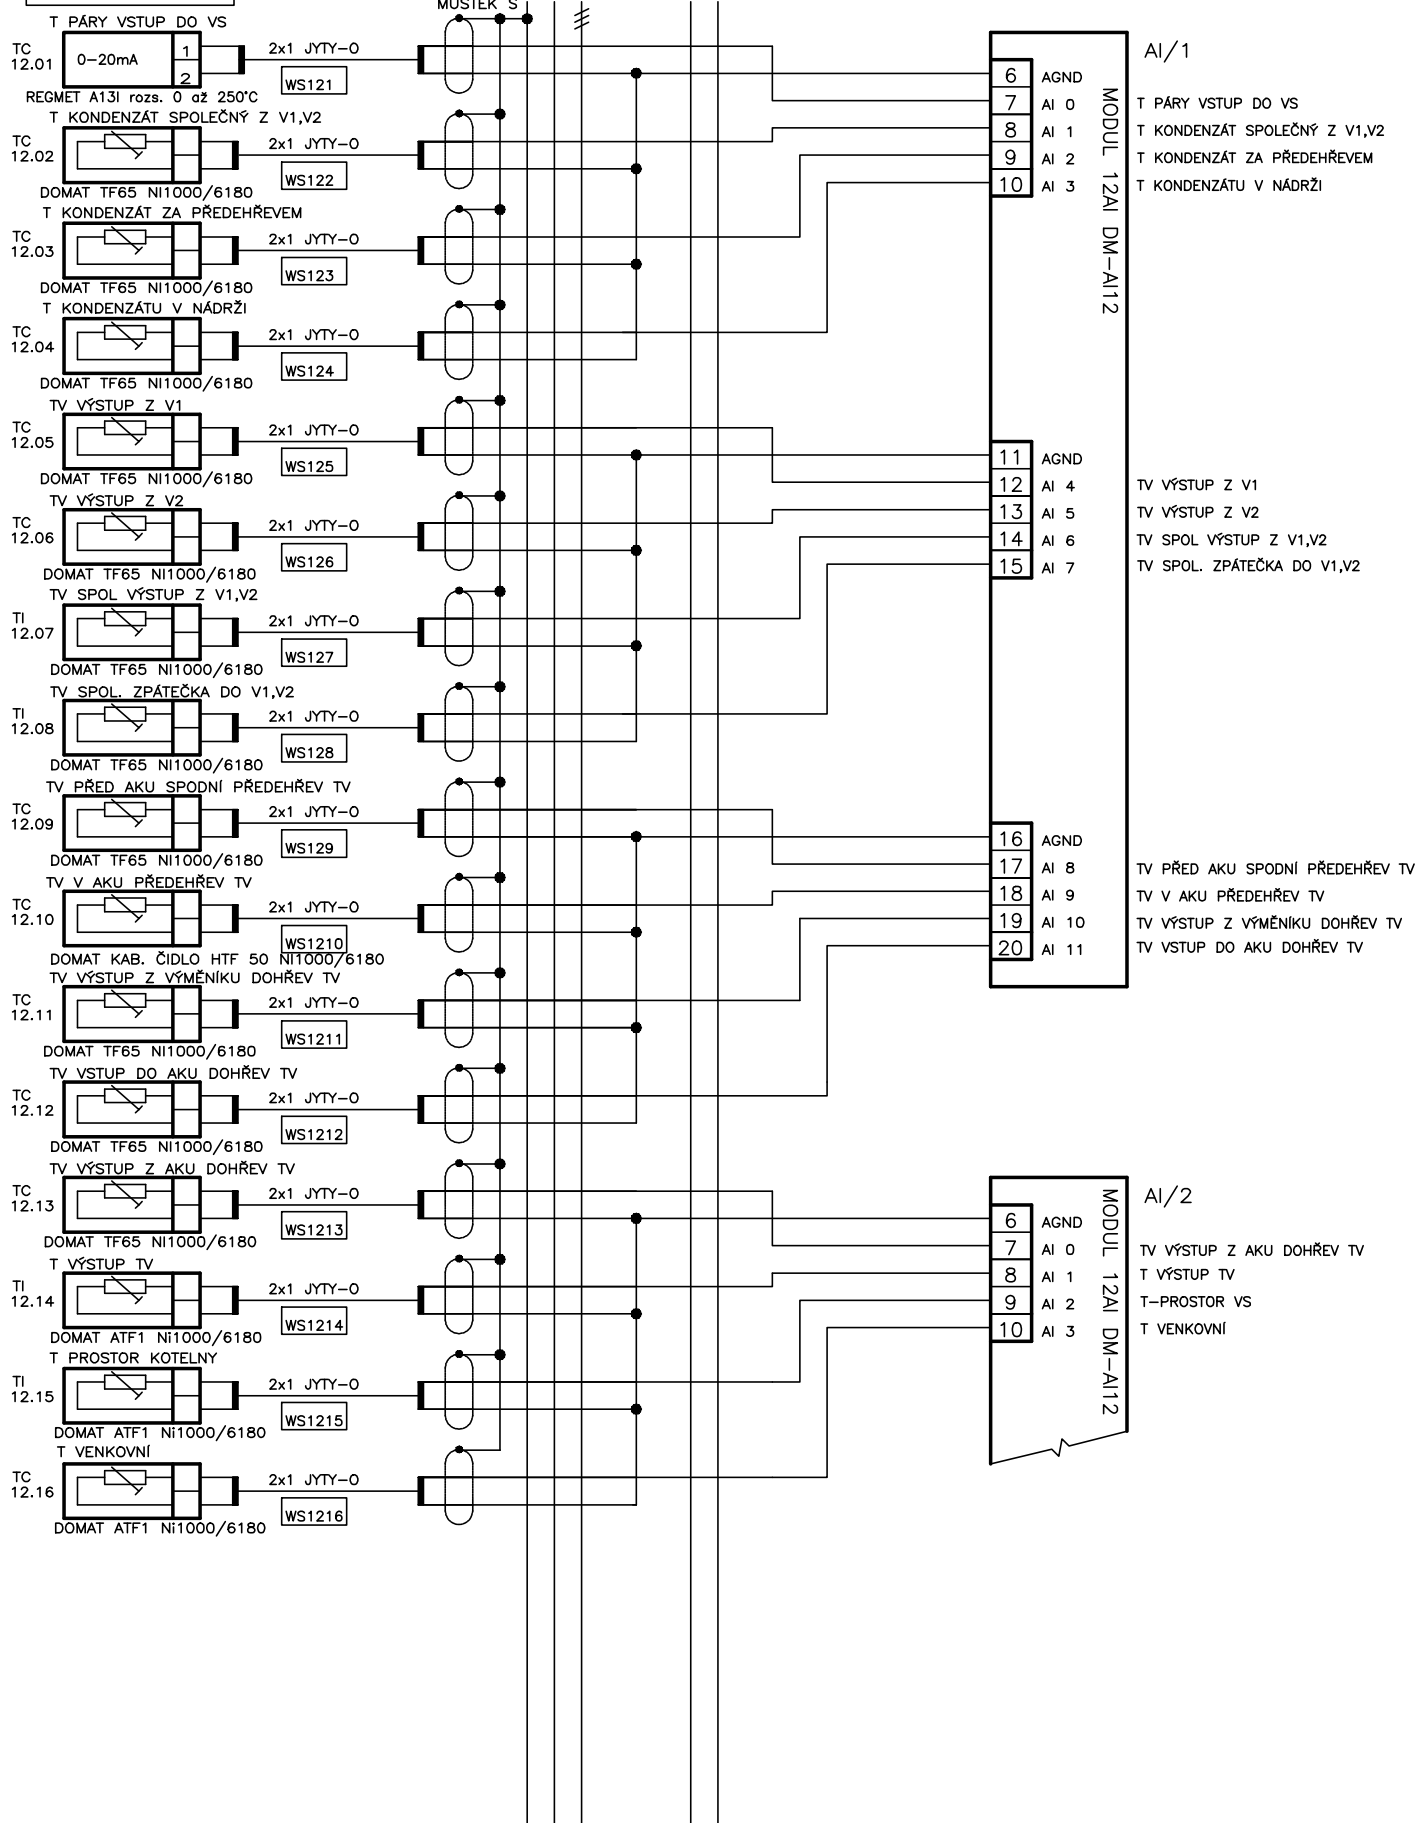 MŮSTEK S
T PÁRY VSTUP DO VS
TC
12.01
0-20mA
1
2
2x1 JYTY-O
WS121
REGMET A13I rozs. 0 až 250°C
T KONDENZÁT SPOLEČNÝ Z V1,V2
TC
12.02
2x1 JYTY-O
WS122
DOMAT TF65 NI1000/6180
T KONDENZÁT ZA PŘEDEHŘEVEM
TC
12.03
2x1 JYTY-O
WS123
DOMAT TF65 NI1000/6180
T KONDENZÁTU V NÁDRŽI
TC
12.04
2x1 JYTY-O
WS124
DOMAT TF65 NI1000/6180
TV VÝSTUP Z V1
TC
12.05
2x1 JYTY-O
WS125
DOMAT TF65 NI1000/6180
TV VÝSTUP Z V2
TC
12.06
2x1 JYTY-O
WS126
DOMAT TF65 NI1000/6180
TV SPOL VÝSTUP Z V1,V2
TI
12.07
2x1 JYTY-O
WS127
DOMAT TF65 NI1000/6180
TV SPOL. ZPÁTEČKA DO V1,V2
TI
12.08
2x1 JYTY-O
WS128
DOMAT TF65 NI1000/6180
TV PŘED AKU SPODNÍ PŘEDEHŘEV TV
TC
12.09
2x1 JYTY-O
WS129
DOMAT TF65 NI1000/6180
TV V AKU PŘEDEHŘEV TV
TC
12.10
2x1 JYTY-O
WS1210
DOMAT KAB. ČIDLO HTF 50 NI1000/6180
TV VÝSTUP Z VÝMĚNÍKU DOHŘEV TV
TC
12.11
2x1 JYTY-O
WS1211
DOMAT TF65 NI1000/6180
TV VSTUP DO AKU DOHŘEV TV
TC
12.12
2x1 JYTY-O
WS1212
DOMAT TF65 NI1000/6180
TV VÝSTUP Z AKU DOHŘEV TV
TC
12.13
2x1 JYTY-O
WS1213
DOMAT TF65 NI1000/6180
T VÝSTUP TV
TI
12.14
2x1 JYTY-O
WS1214
DOMAT ATF1 Ni1000/6180
T PROSTOR KOTELNY
TI
12.15
2x1 JYTY-O
WS1215
DOMAT ATF1 Ni1000/6180
T VENKOVNÍ
TC
12.16
2x1 JYTY-O
WS1216
DOMAT ATF1 Ni1000/6180
AI/1
MODUL 12AI DM-AI12
6 AGND
7 AI 0 T PÁRY VSTUP DO VS
8 AI 1 T KONDENZÁT SPOLEČNÝ Z V1,V2
9 AI 2 T KONDENZÁT ZA PŘEDEHŘEVEM
10 AI 3 T KONDENZÁTU V NÁDRŽI
11 AGND
12 AI 4 TV VÝSTUP Z V1
13 AI 5 TV VÝSTUP Z V2
14 AI 6 TV SPOL VÝSTUP Z V1,V2
15 AI 7 TV SPOL. ZPÁTEČKA DO V1,V2
16 AGND
17 AI 8 TV PŘED AKU SPODNÍ PŘEDEHŘEV TV
18 AI 9 TV V AKU PŘEDEHŘEV TV
19 AI 10 TV VÝSTUP Z VÝMĚNÍKU DOHŘEV TV
20 AI 11 TV VSTUP DO AKU DOHŘEV TV
AI/2
MODUL 12AI DM-AI12
6 AGND
7 AI 0 TV VÝSTUP Z AKU DOHŘEV TV
8 AI 1 T VÝSTUP TV
9 AI 2 T-PROSTOR VS
10 AI 3 T VENKOVNÍ